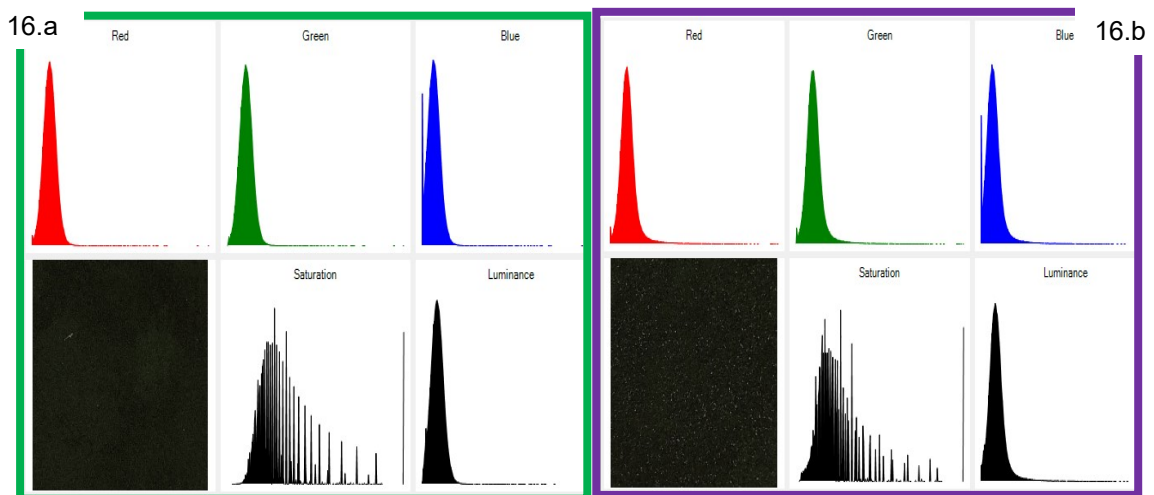 16.a
Red
Green
Blue
Saturation
Luminance
16.b
Red
Green
Blue
Saturation
Luminance